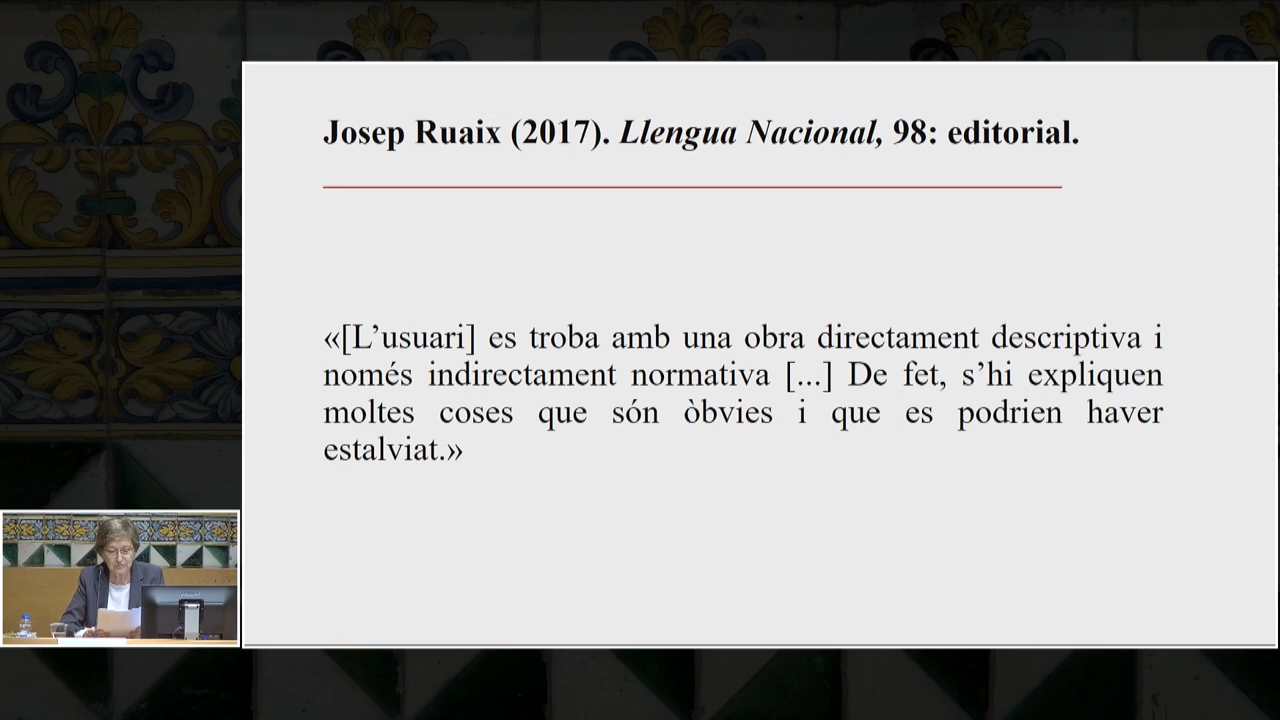 Josep Ruaix (2017). Llengua Nacional, 98: editorial.
«[L’usuari] es troba amb una obra directament descriptiva i
només indirectament normativa [...] De fet, s’hi expliquen
moltes coses que són òbvies i que es podrien haver
estalviat.»